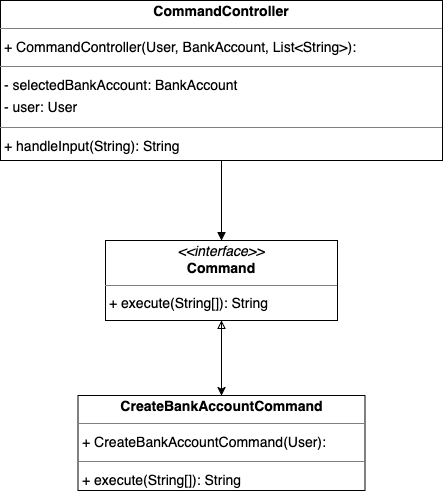 CommandController
+ CommandController(User, BankAccount, List<String>):
- selectedBankAccount: BankAccount
- user: User
+ handleInput(String): String
<<interface>>
Command
+ execute(String[]): String
CreateBankAccountCommand
+ CreateBankAccountCommand(User):
+ execute(String[]): String